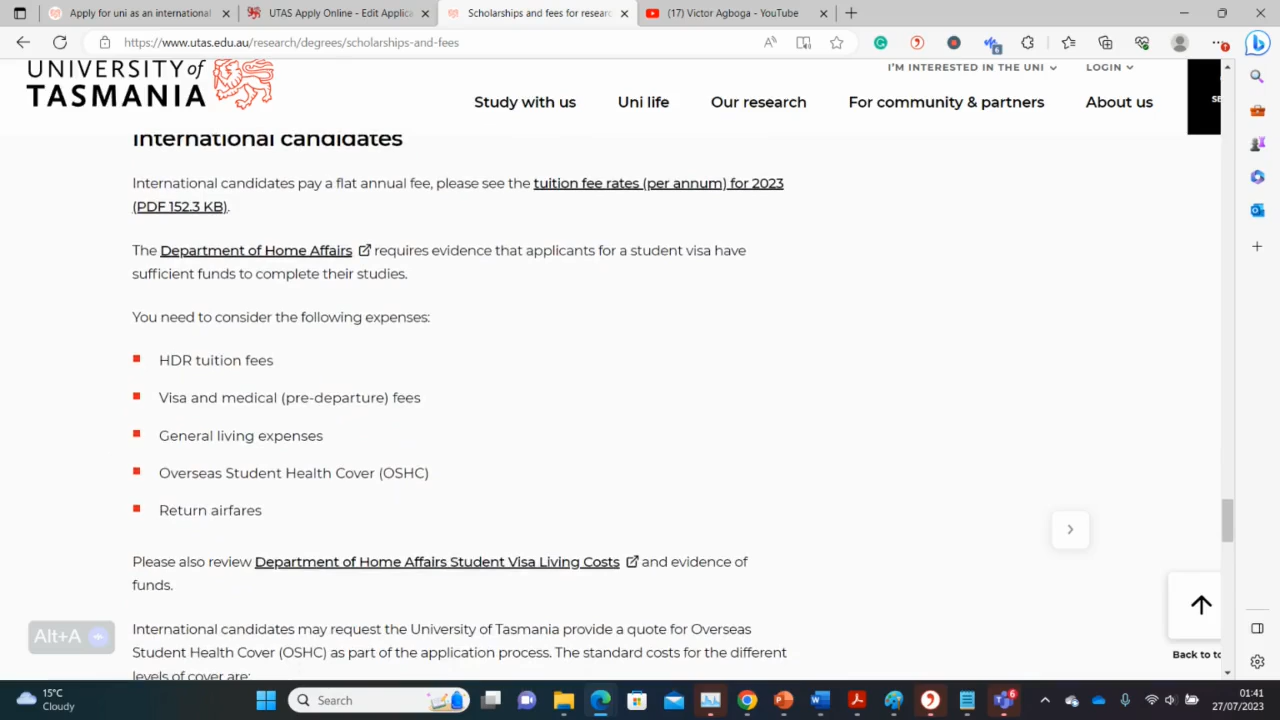 Apply for uni as an international
UTAS Apply Online - Edit Applica
Scholarships and fees for resear
(17) Victor Agboga - YouTube
https://www.utas.edu.au/research/degrees/scholarships-and-fees
UNIVERSITY of
TASMANIA
I'M INTERESTED IN THE UNI
LOGIN
Study with us
Uni life
Our research
For community & partners
About us
International candidates
International candidates pay a flat annual fee, please see the tuition fee rates (per annum) for 2023
(PDF 152.3 KB).
The Department of Home Affairs requires evidence that applicants for a student visa have
sufficient funds to complete their studies.
You need to consider the following expenses:
HDR tuition fees
Visa and medical (pre-departure) fees
General living expenses
Overseas Student Health Cover (OSHC)
Return airfares
Please also review Department of Home Affairs Student Visa Living Costs and evidence of
funds.
International candidates may request the University of Tasmania provide a quote for Overseas
Student Health Cover (OSHC) as part of the application process. The standard costs for the different
levels of cover are:
Alt+A
Back to to
15°C
Cloudy
Search
6
6
01:41
27/07/2023